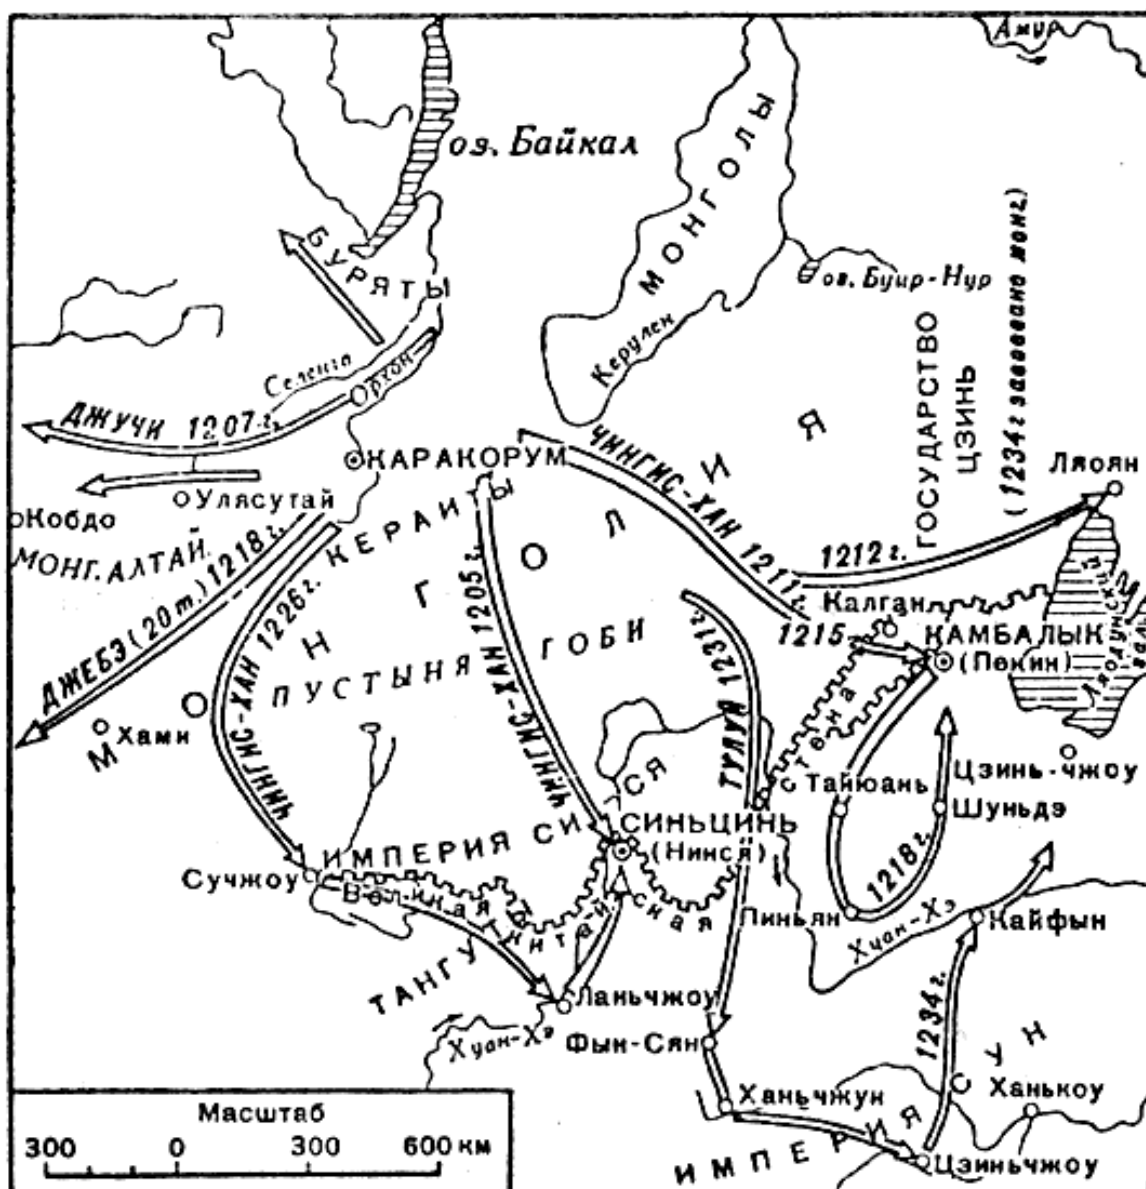 Амур
оз. Байкал
МОНГОЛЫ
БУРЯТЫ
оз. Буир-Нур
Керулен
ГОСУДАРСТВО
ЦЗИНЬ
(1234 г завоевано монг.)
Селенга
Орхон
ДЖУЧИ 1207 г.
КАРАКОРУМ
Улясутай
Кобдо
МОНГ. АЛТАЙ.
КЕРАИТЫ
МОНГОЛИЯ
ЧИНГИС-ХАН 1211 г.
Ляоян
1212 г.
Калган
1215
КАМБАЛЫК
(Пекин)
ДЖЕБЭ (20 т.) 1218 г.
ЧИНГИС-ХАН 1226 г.
ЧИНГИС-ХАН 1205 г.
ПУСТЫНЯ ГОБИ
ТУЛУЙ 1231 г.
Хами
Тайюань
Цзинь-чжоу
Шуньдэ
ИМПЕРИЯ СИ-СЯ
СИНЬЦИНЬ
(Нинся)
Сучжоу
Великая Китайская стена
1218 г.
Пиньян
Хуан-Хэ
Кайфын
ТАНГУТЫ
Ланьчжоу
Хуан-Хэ
Фын-Сян
1234 г.
Ханьчжун
Ханькоу
ИМПЕРИЯ СУН
Цзиньчжоу
Масштаб
300 0 300 600 км